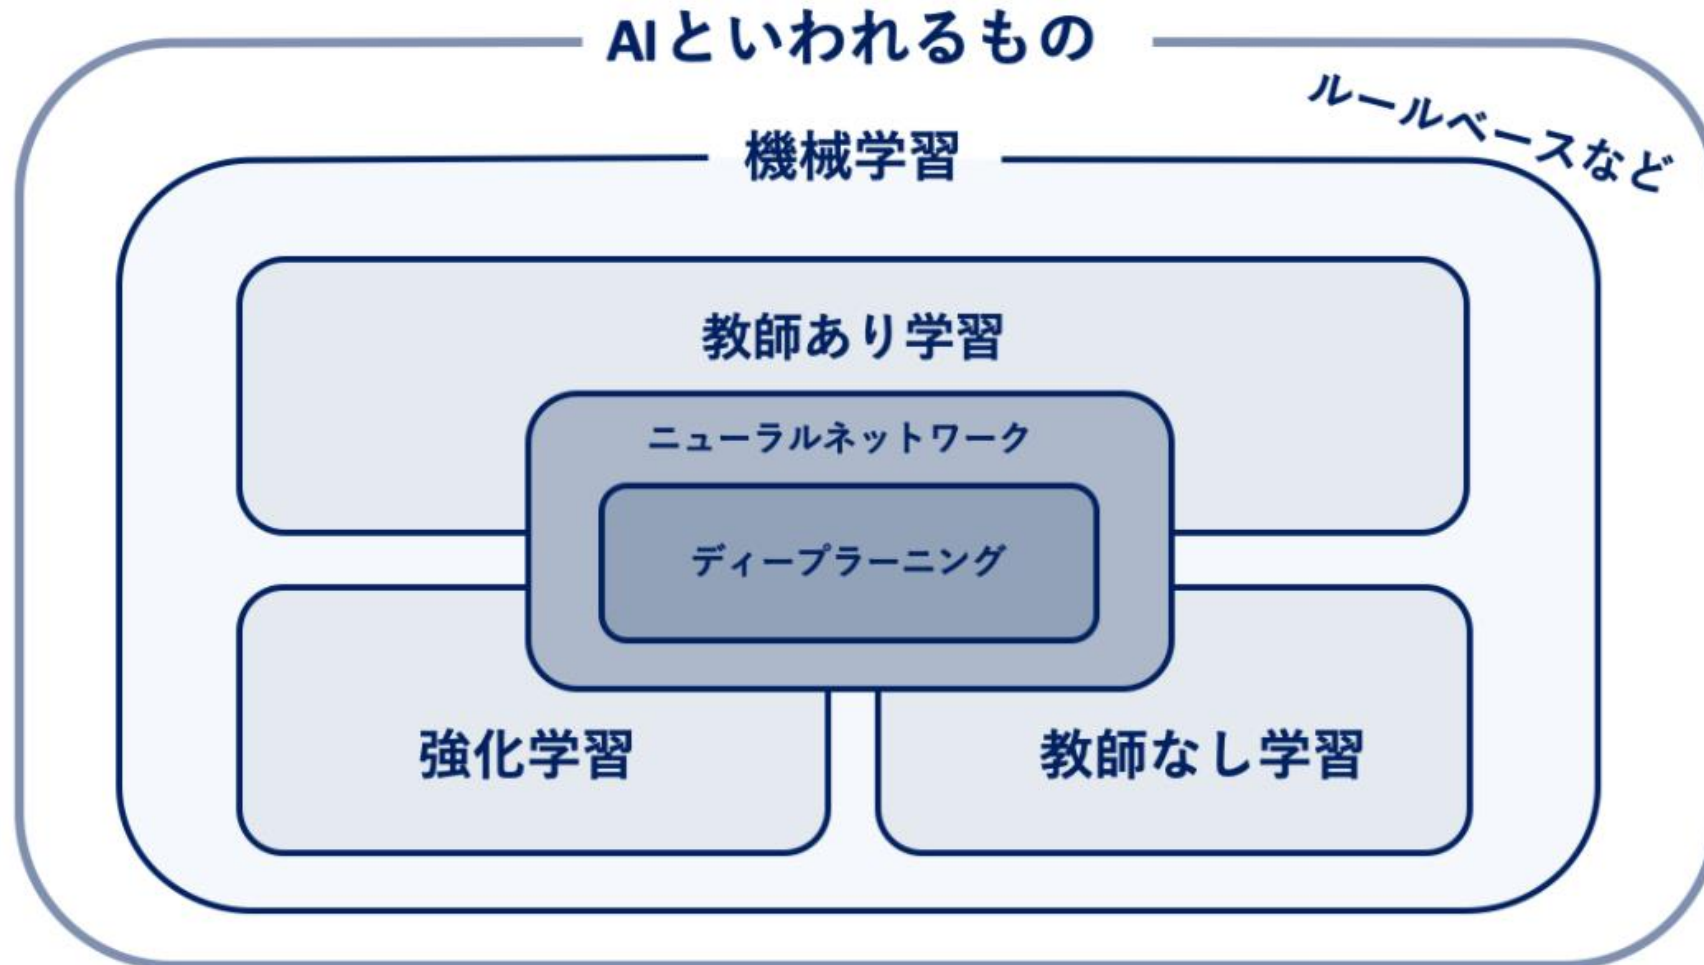 AIといわれるもの
ルールベースなど
機械学習
教師あり学習
ニューラルネットワーク
ディープラーニング
強化学習
教師なし学習